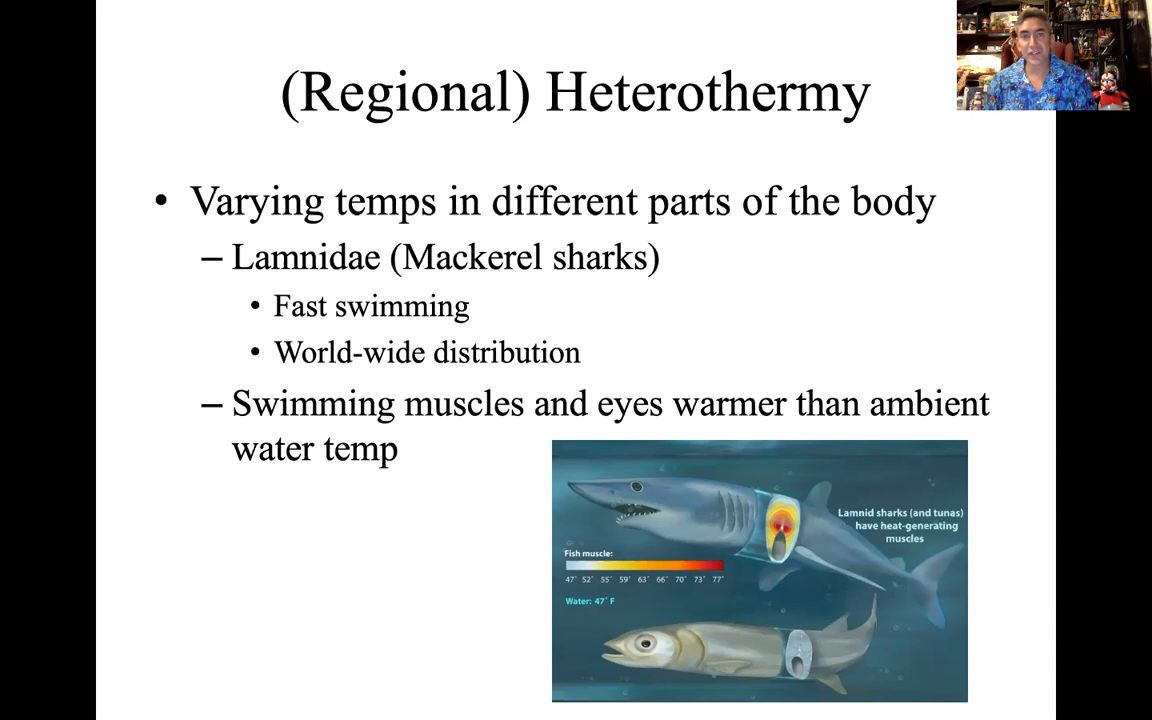 (Regional) Heterothermy
• Varying temps in different parts of the body
– Lamnidae (Mackerel sharks)
• Fast swimming
• World-wide distribution
– Swimming muscles and eyes warmer than ambient
water temp
Lamnid sharks (and tunas)
have heat-generating
muscles
Fish muscle:
47° 52° 55° 59° 63° 66° 70° 73° 77°
Water: 47° F